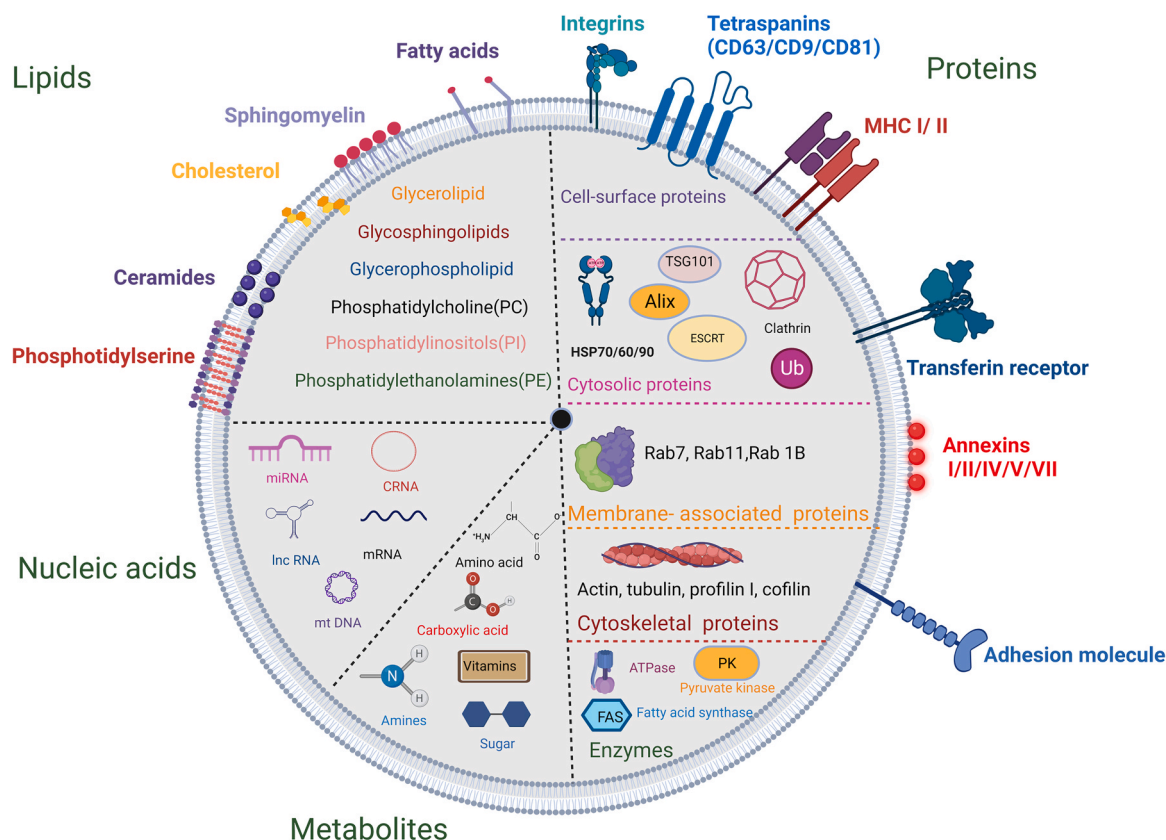 Lipids
Proteins
Integrins
Tetraspanins
(CD63/CD9/CD81)
Fatty acids
Sphingomyelin
Cholesterol
Ceramides
Phosphotidylserine
MHC I/ II
Transferin receptor
Annexins
I/II/IV/V/VII
Adhesion molecule
Glycerolipid
Glycosphingolipids
Glycerophospholipid
Phosphatidylcholine(PC)
Phosphatidylinositols(PI)
Phosphatidylethanolamines(PE)
Cell-surface proteins
TSG101
Alix
ESCRT
Clathrin
HSP70/60/90
Ub
Cytosolic proteins
Rab7, Rab11,Rab 1B
Membrane- associated proteins
Actin, tubulin, profilin I, cofilin
Cytoskeletal proteins
ATPase
PK
Pyruvate kinase
FAS
Fatty acid synthase
Enzymes
Nucleic acids
miRNA
CRNA
lnc RNA
mRNA
mt DNA
CH
O
⁺H₂N
C
O
Amino acid
O
C
O
H
Carboxylic acid
H
N
H
Amines
Vitamins
Sugar
Metabolites